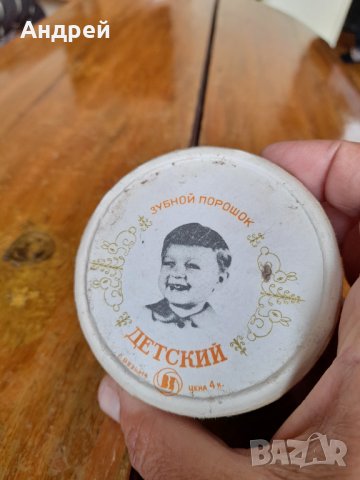 Андрей
ЗУБНОЙ ПОРОШОК
ДЕТСКИЙ
ЦЕНА 4 К.
BAZAR